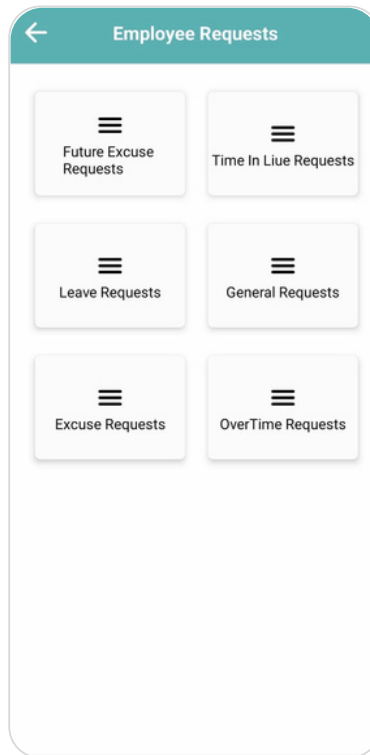 Employee Requests
Future Excuse
Requests
Time In Liue Requests
Leave Requests
General Requests
Excuse Requests
OverTime Requests